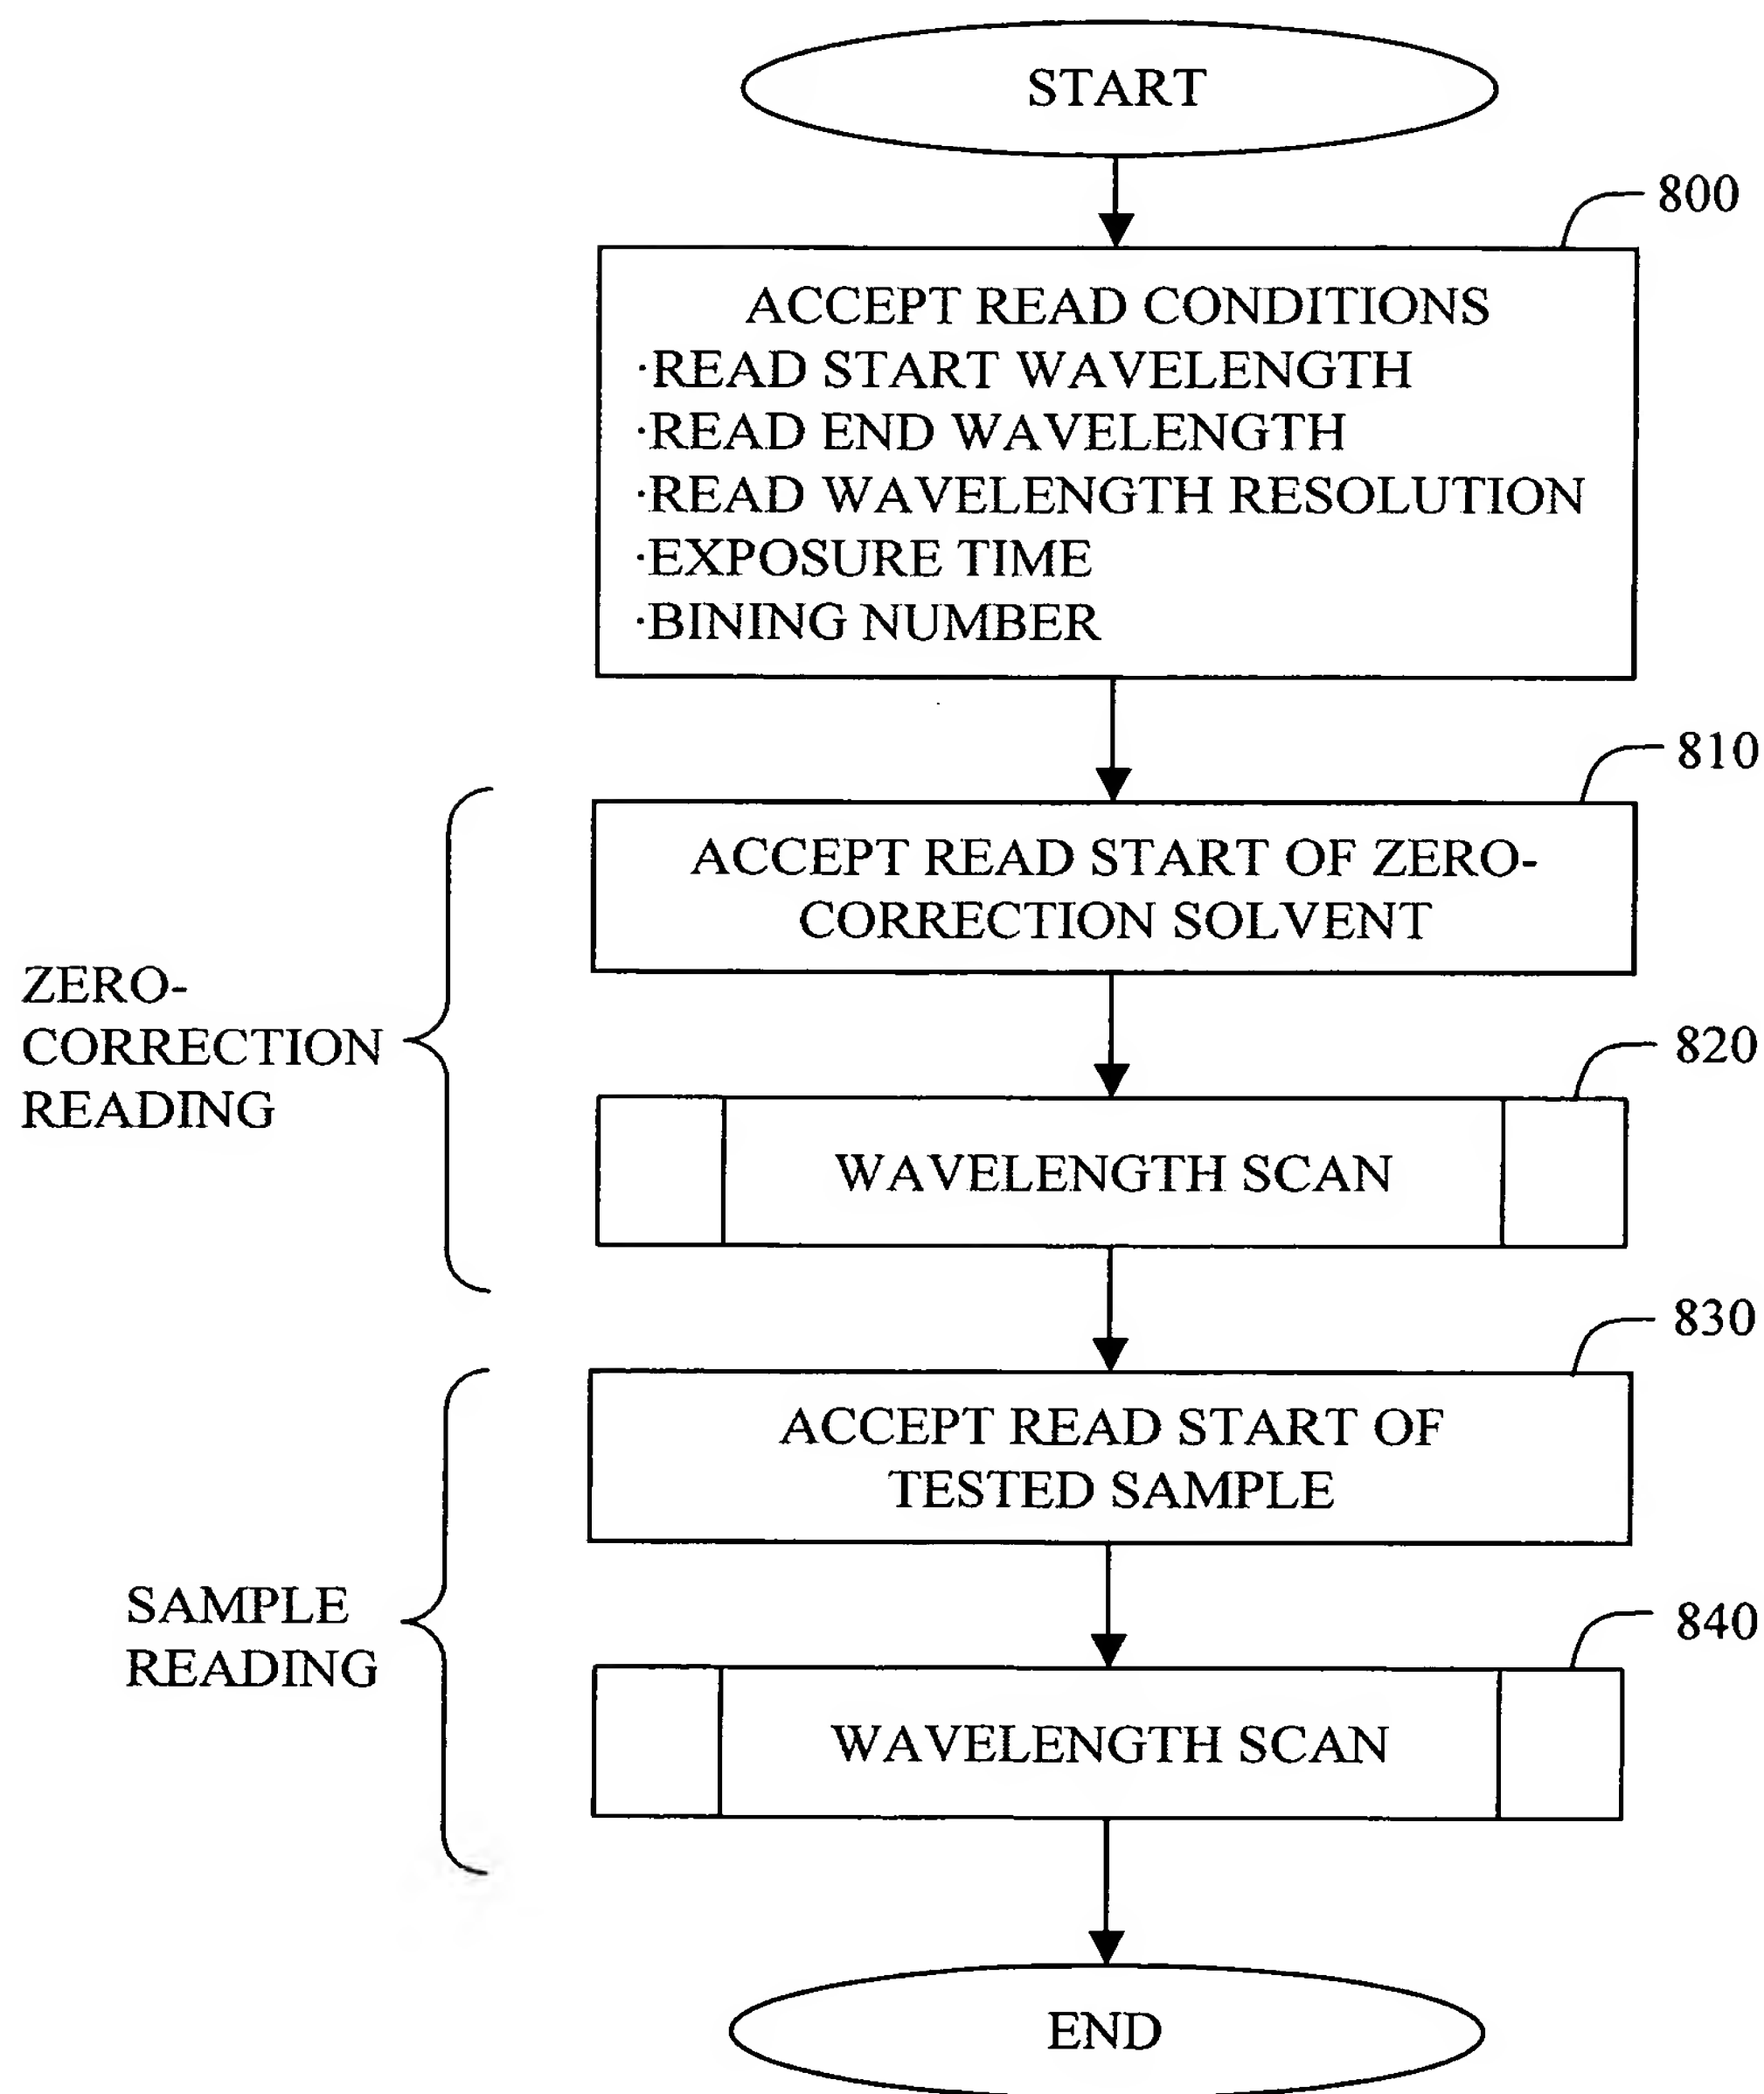 START
800
ACCEPT READ CONDITIONS
·READ START WAVELENGTH
·READ END WAVELENGTH
·READ WAVELENGTH RESOLUTION
·EXPOSURE TIME
·BINING NUMBER
810
ACCEPT READ START OF ZERO-
CORRECTION SOLVENT
ZERO-
CORRECTION
READING
820
WAVELENGTH SCAN
830
ACCEPT READ START OF
TESTED SAMPLE
SAMPLE
READING
840
WAVELENGTH SCAN
END